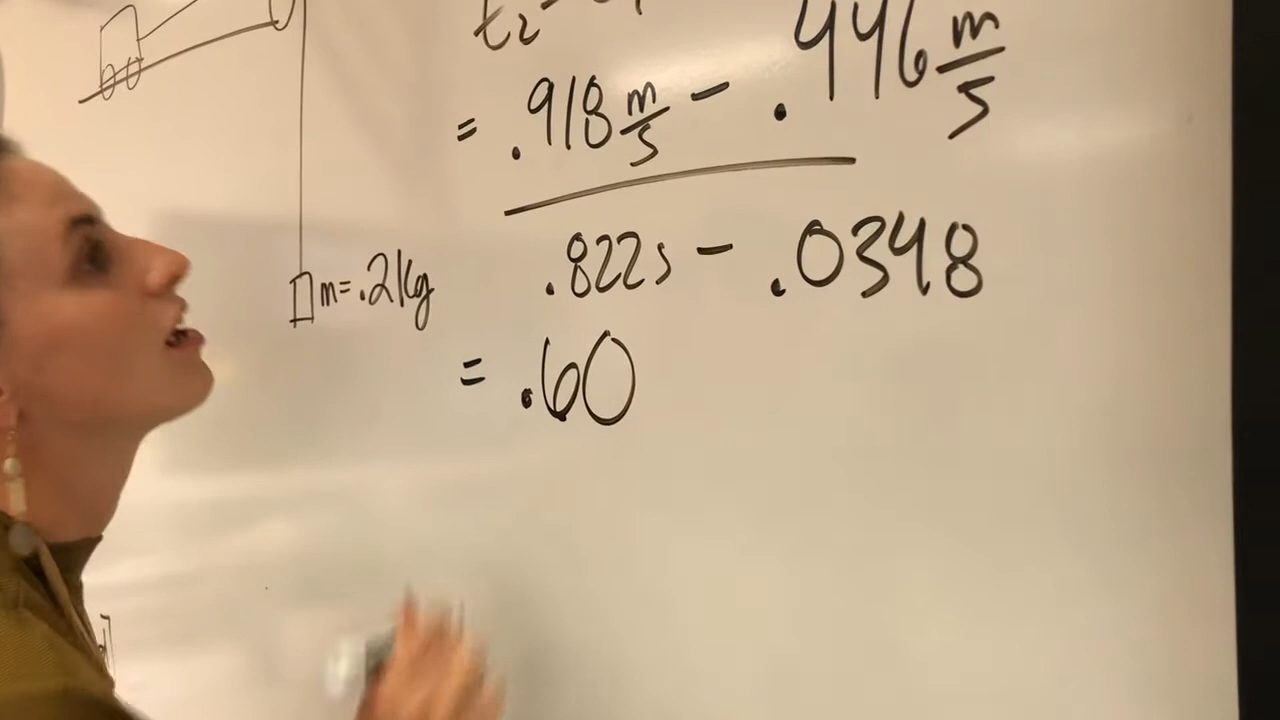 t₂ -
= .918 m/s - .446 m/s
.822s - .0348
m=.2kg
= .60